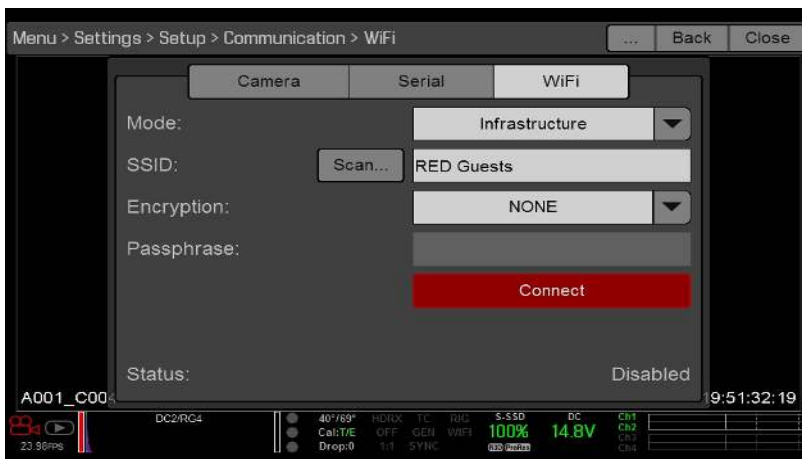 Menu > Settings > Setup > Communication > WiFi ... Back Close
Camera Serial WiFi
Mode: Infrastructure
SSID: Scan... RED Guests
Encryption: NONE
Passphrase:
Connect
Status: Disabled
A001_C00 9:51:32:19
DC2/RG4 40°/69° HDRX TC RIG S-SSD DC Ch1
Cal:T/E OFF GEN WIFI 100% 14.8V Ch2
23.98FPS Drop:0 1:1 SYNC R3D ProRes Ch3
Ch4